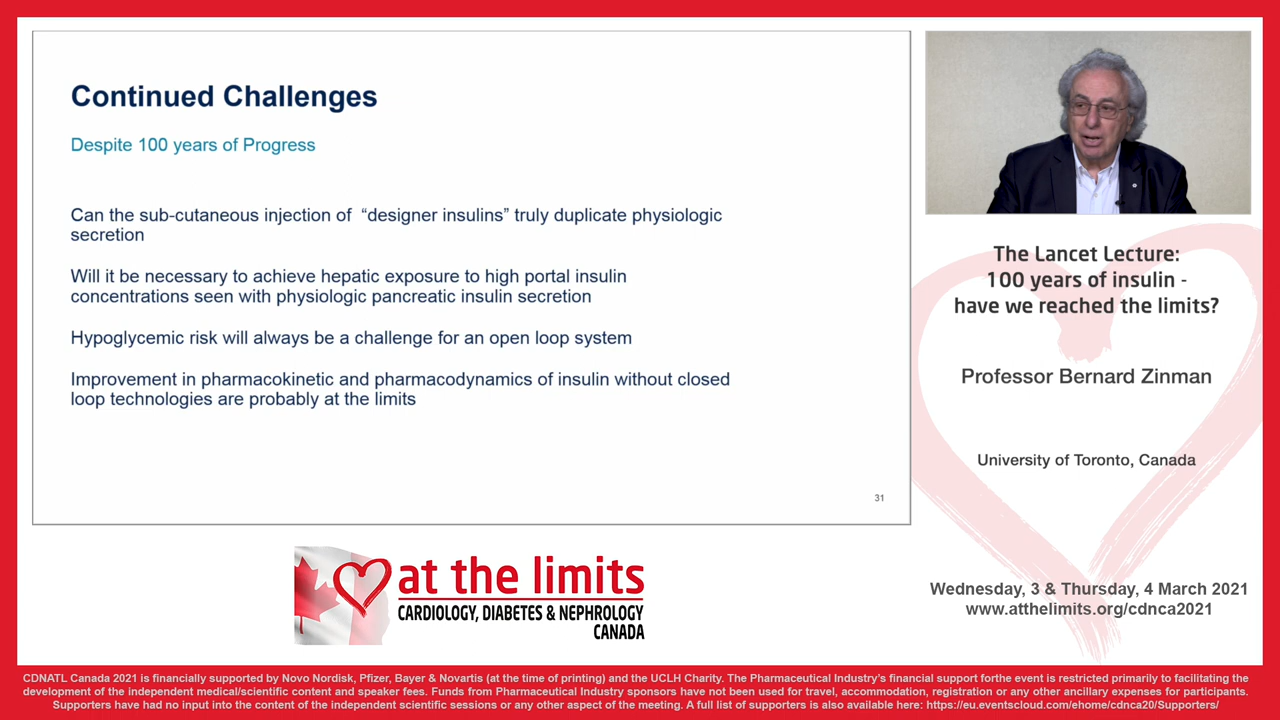 Continued Challenges
Despite 100 years of Progress
Can the sub-cutaneous injection of “designer insulins” truly duplicate physiologic
secretion
Will it be necessary to achieve hepatic exposure to high portal insulin
concentrations seen with physiologic pancreatic insulin secretion
Hypoglycemic risk will always be a challenge for an open loop system
Improvement in pharmacokinetic and pharmacodynamics of insulin without closed
loop technologies are probably at the limits
31
The Lancet Lecture:
100 years of insulin -
have we reached the limits?
Professor Bernard Zinman
University of Toronto, Canada
at the limits
CARDIOLOGY, DIABETES & NEPHROLOGY
CANADA
Wednesday, 3 & Thursday, 4 March 2021
www.atthelimits.org/cdnca2021
CDNATL Canada 2021 is financially supported by Novo Nordisk, Pfizer, Bayer & Novartis (at the time of printing) and the UCLH Charity. The Pharmaceutical Industry's financial support forthe event is restricted primarily to facilitating the
development of the independent medical/scientific content and speaker fees. Funds from Pharmaceutical Industry sponsors have not been used for travel, accommodation, registration or any other ancillary expenses for participants.
Supporters have had no input into the content of the independent scientific sessions or any other aspect of the meeting. A full list of supporters is also available here: https://eu.eventscloud.com/ehome/cdnca20/Supporters/